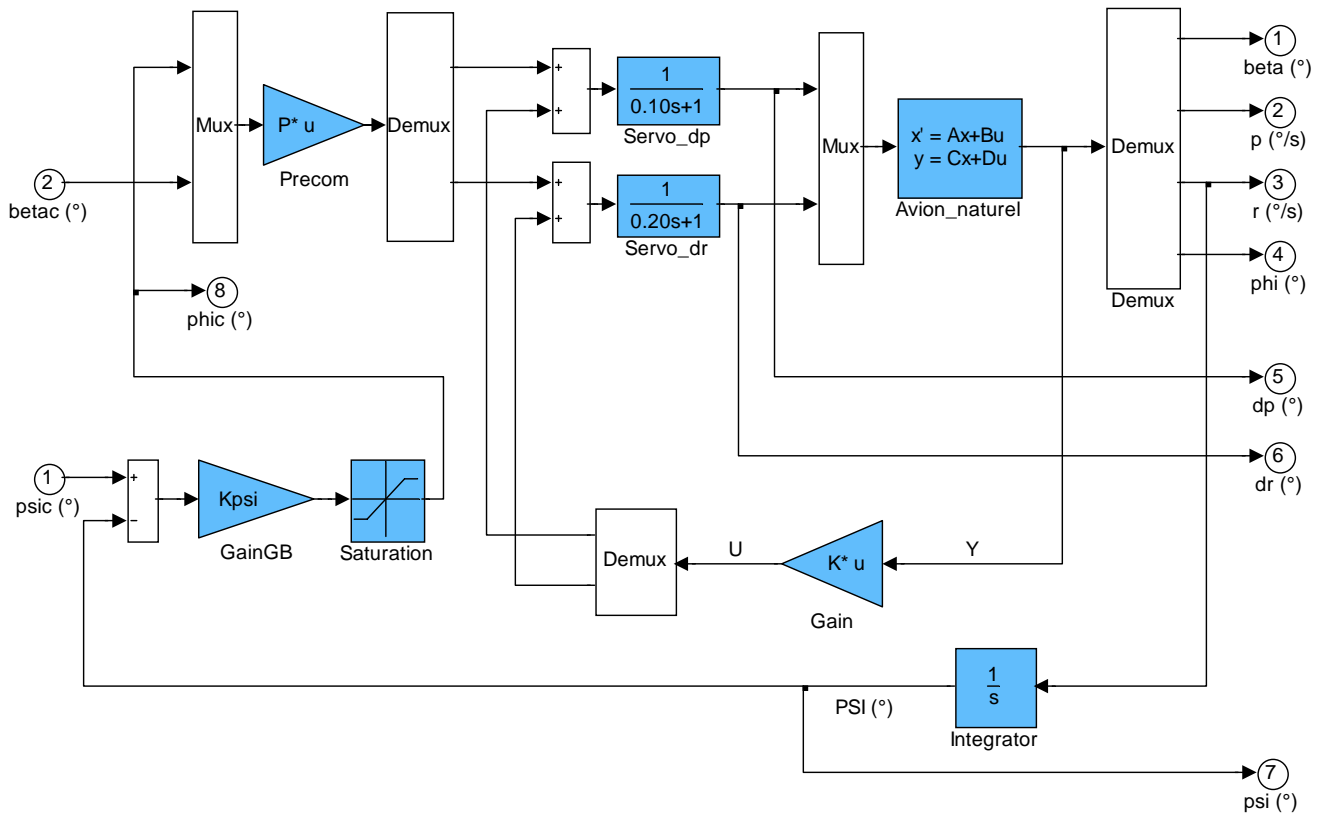 1
beta (°)
2
p (°/s)
3
r (°/s)
4
phi (°)
5
dp (°)
6
dr (°)
7
psi (°)
2
betac (°)
Mux
P* u
Precom
Demux
+
+
1
0.10s+1
Servo_dp
+
+
1
0.20s+1
Servo_dr
Mux
x' = Ax+Bu
y = Cx+Du
Avion_naturel
Demux
Demux
8
phic (°)
1
psic (°)
+
−
Kpsi
GainGB
Saturation
Demux
U
K* u
Gain
Y
PSI (°)
1
s
Integrator